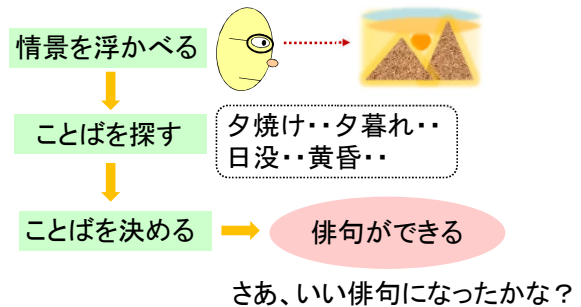 情景を浮かべる
ことばを探す
夕焼け・・夕暮れ・・
日没・・黄昏・・
ことばを決める
俳句ができる
さあ、いい俳句になったかな？